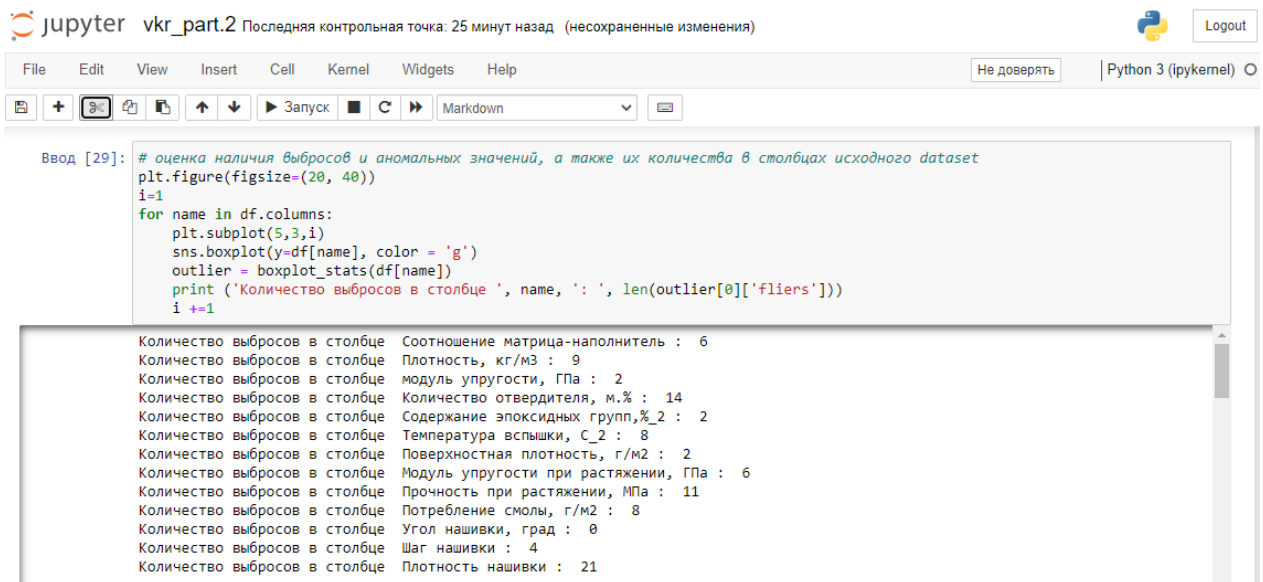 jupyter vkr_part.2 Последняя контрольная точка: 25 минут назад (несохраненные изменения) Logout
File Edit View Insert Cell Kernel Widgets Help Не доверять Python 3 (ipykernel)
Запуск Markdown
Ввод [29]: # оценка наличия выбросов и аномальных значений, а также их количества в столбцах исходного dataset
plt.figure(figsize=(20, 40))
i=1
for name in df.columns:
    plt.subplot(5,3,i)
    sns.boxplot(y=df[name], color = 'g')
    outlier = boxplot_stats(df[name])
    print ('Количество выбросов в столбце ', name, ': ', len(outlier[0]['fliers']))
    i +=1
Количество выбросов в столбце  Соотношение матрица-наполнитель :  6
Количество выбросов в столбце  Плотность, кг/м3 :  9
Количество выбросов в столбце  модуль упругости, ГПа :  2
Количество выбросов в столбце  Количество отвердителя, м.% :  14
Количество выбросов в столбце  Содержание эпоксидных групп,%_2 :  2
Количество выбросов в столбце  Температура вспышки, С_2 :  8
Количество выбросов в столбце  Поверхностная плотность, г/м2 :  2
Количество выбросов в столбце  Модуль упругости при растяжении, ГПа :  6
Количество выбросов в столбце  Прочность при растяжении, МПа :  11
Количество выбросов в столбце  Потребление смолы, г/м2 :  8
Количество выбросов в столбце  Угол нашивки, град :  0
Количество выбросов в столбце  Шаг нашивки :  4
Количество выбросов в столбце  Плотность нашивки :  21